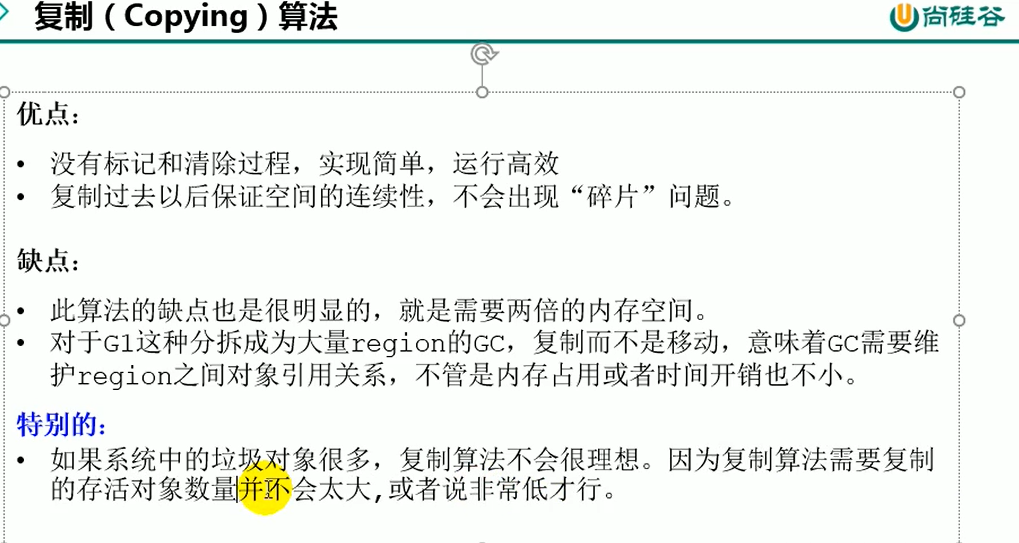 复制（Copying）算法
尚硅谷
优点：
• 没有标记和清除过程，实现简单，运行高效
• 复制过去以后保证空间的连续性，不会出现“碎片”问题。
缺点：
• 此算法的缺点也是很明显的，就是需要两倍的内存空间。
• 对于G1这种分拆成为大量region的GC，复制而不是移动，意味着GC需要维
护region之间对象引用关系，不管是内存占用或者时间开销也不小。
特别的：
• 如果系统中的垃圾对象很多，复制算法不会很理想。因为复制算法需要复制
的存活对象数量并不会太大,或者说非常低才行。